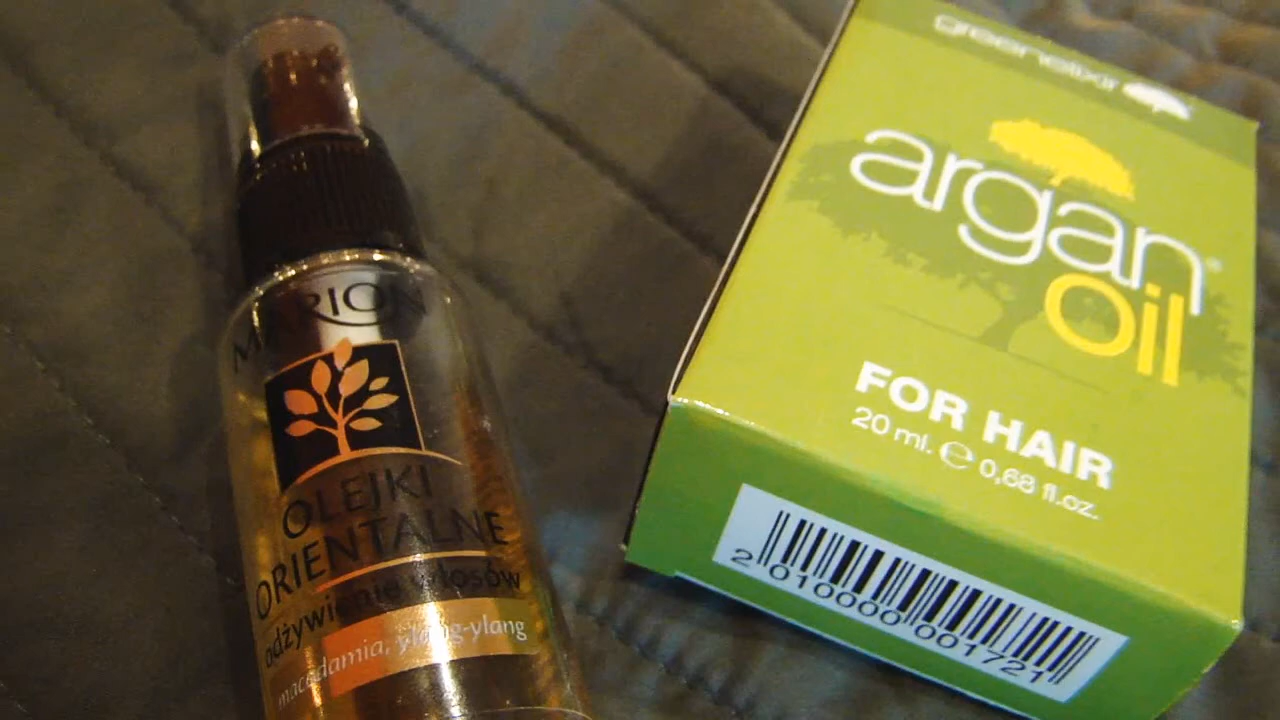 MARION
OLEJKI
ORIENTALNE
odżywienie włosów
macadamia, ylang-ylang
greenelixir
argan
Oil
FOR HAIR
20 ml. ℮ 0,68 fl.oz.
2 010000 001721